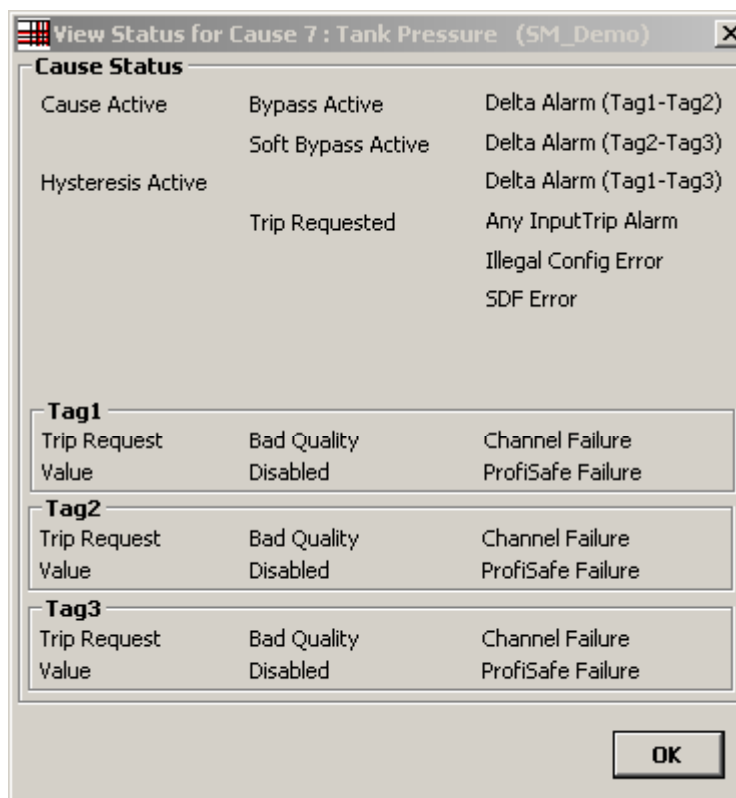 View Status for Cause 7 : Tank Pressure (SM_Demo)
Cause Status
Cause Active Bypass Active Delta Alarm (Tag1-Tag2)
Soft Bypass Active Delta Alarm (Tag2-Tag3)
Hysteresis Active Delta Alarm (Tag1-Tag3)
Trip Requested Any InputTrip Alarm
Illegal Config Error
SDF Error
Tag1
Trip Request Bad Quality Channel Failure
Value Disabled ProfiSafe Failure
Tag2
Trip Request Bad Quality Channel Failure
Value Disabled ProfiSafe Failure
Tag3
Trip Request Bad Quality Channel Failure
Value Disabled ProfiSafe Failure
OK